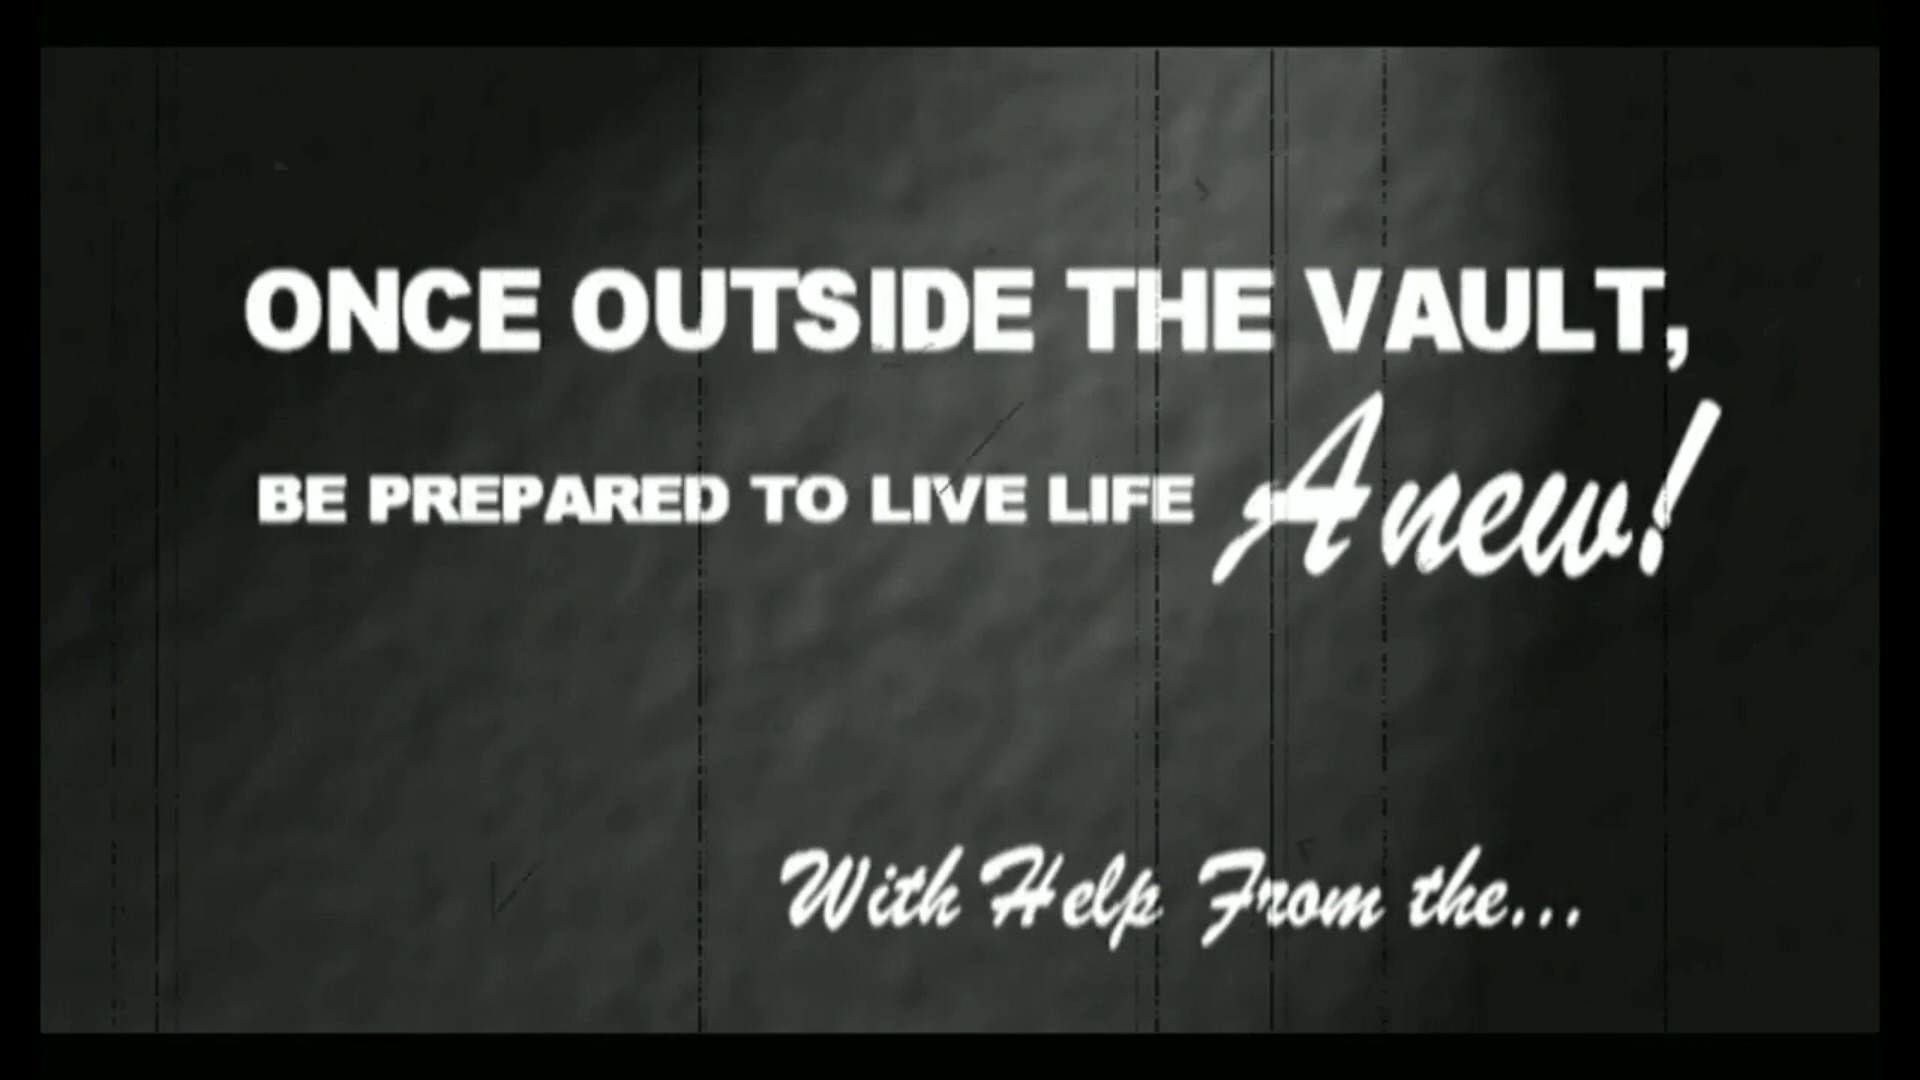 ONCE OUTSIDE THE VAULT,
BE PREPARED TO LIVE LIFE Anew!
With Help From the...